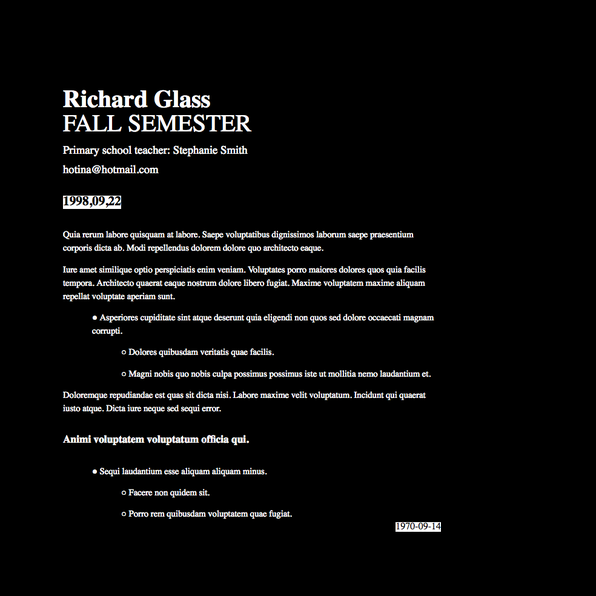 Richard Glass
FALL SEMESTER
Primary school teacher: Stephanie Smith
hotina@hotmail.com
1998,09,22
Quia rerum labore quisquam at labore. Saepe voluptatibus dignissimos laborum saepe praesentium
corporis dicta ab. Modi repellendus dolorem dolore quo architecto eaque.
Iure amet similique optio perspiciatis enim veniam. Voluptates porro maiores dolores quos quia facilis
tempora. Architecto quaerat eaque nostrum dolore libero fugiat. Maxime voluptatem maxime aliquam
repellat voluptate aperiam sunt.
● Asperiores cupiditate sint atque deserunt quia eligendi non quos sed dolore occaecati magnam
corrupti.
○ Dolores quibusdam veritatis quae facilis.
○ Magni nobis quo nobis culpa possimus possimus iste ut mollitia nemo laudantium et.
Doloremque repudiandae est quas sit dicta nisi. Labore maxime velit voluptatum. Incidunt qui quaerat
iusto atque. Dicta iure neque sed sequi error.
Animi voluptatem voluptatum officia qui.
● Sequi laudantium esse aliquam aliquam minus.
○ Facere non quidem sit.
○ Porro rem quibusdam voluptatem quae fugiat.
1970-09-14